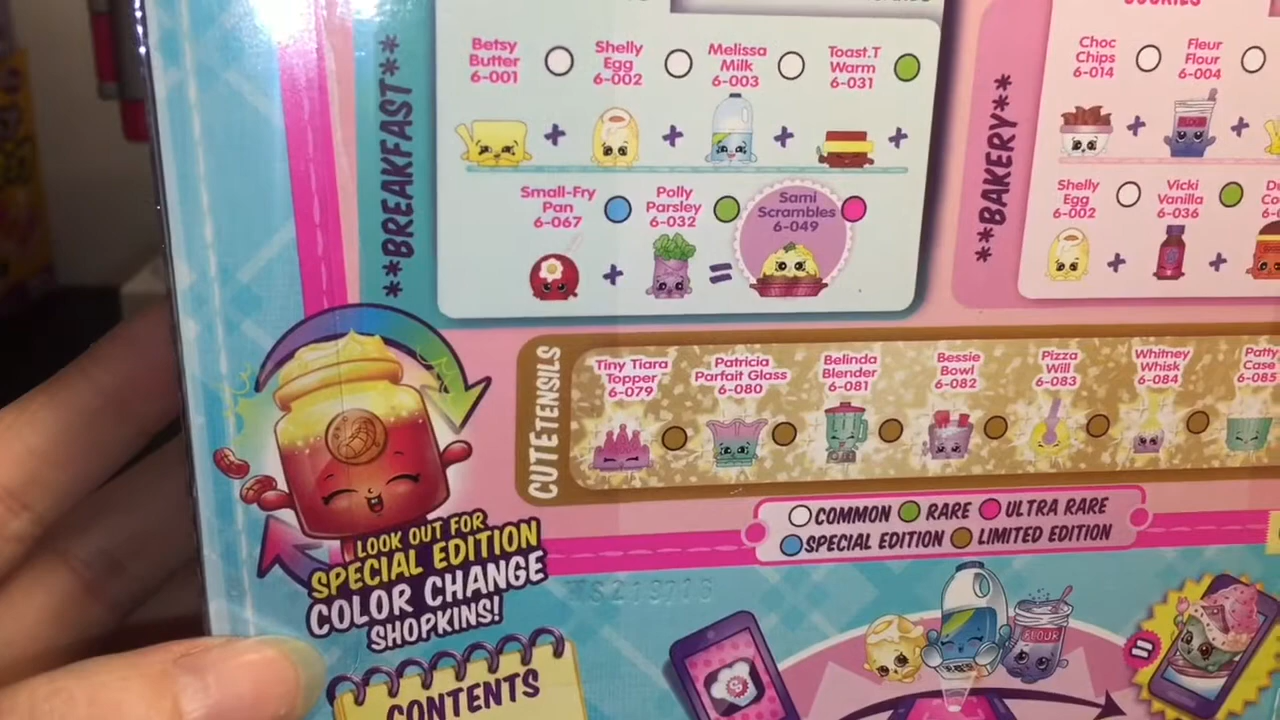 **BREAKFAST**
Betsy
Butter
6-001
Shelly
Egg
6-002
Melissa
Milk
6-003
Toast.T
Warm
6-031
+
+
+
+
Small-Fry
Pan
6-067
Polly
Parsley
6-032
Sami
Scrambles
6-049
+
=
**BAKERY**
Choc
Chips
6-014
Fleur
Flour
6-004
+
+
Shelly
Egg
6-002
Vicki
Vanilla
6-036
+
+
CUTETENSILS
Tiny Tiara
Topper
6-079
Patricia
Parfait Glass
6-080
Belinda
Blender
6-081
Bessie
Bowl
6-082
Pizza
Will
6-083
Whitney
Whisk
6-084
Patty
Case
6-085
COMMON RARE ULTRA RARE
SPECIAL EDITION LIMITED EDITION
LOOK OUT FOR
SPECIAL EDITION
COLOR CHANGE
SHOPKINS!
CONTENTS
FLOUR
S
=